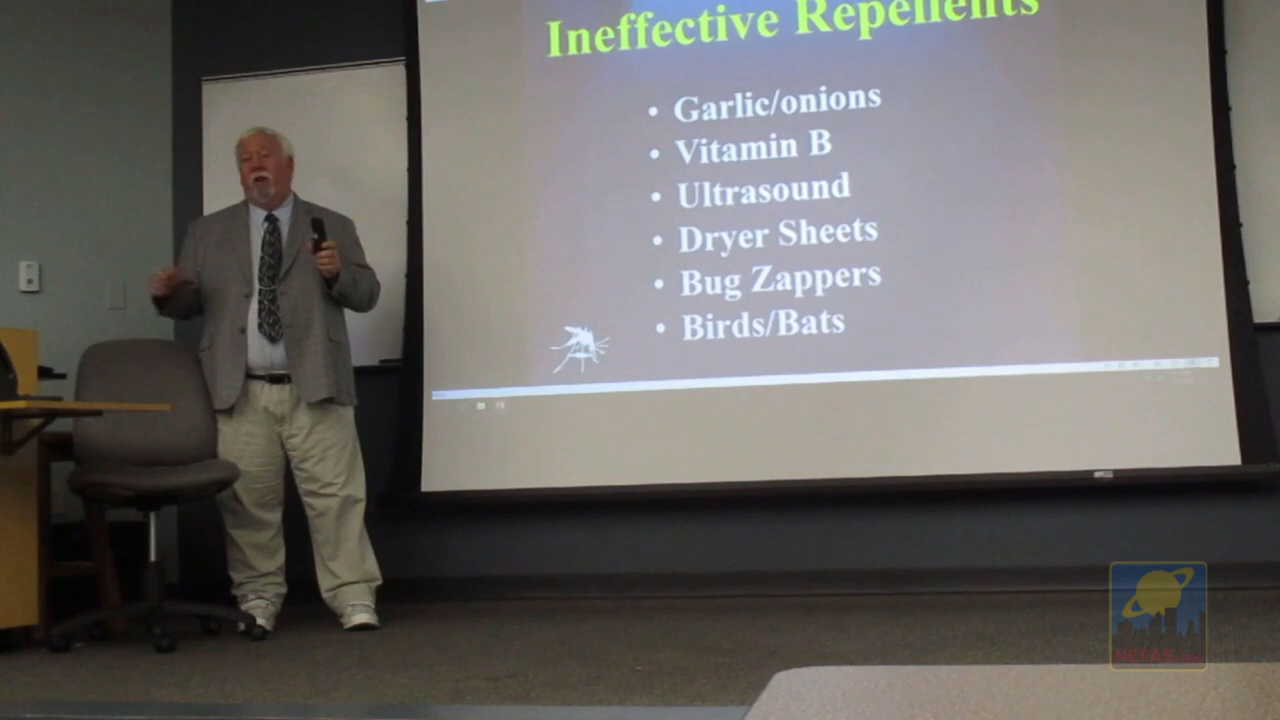 Ineffective Repellents
• Garlic/onions
• Vitamin B
• Ultrasound
• Dryer Sheets
• Bug Zappers
• Birds/Bats